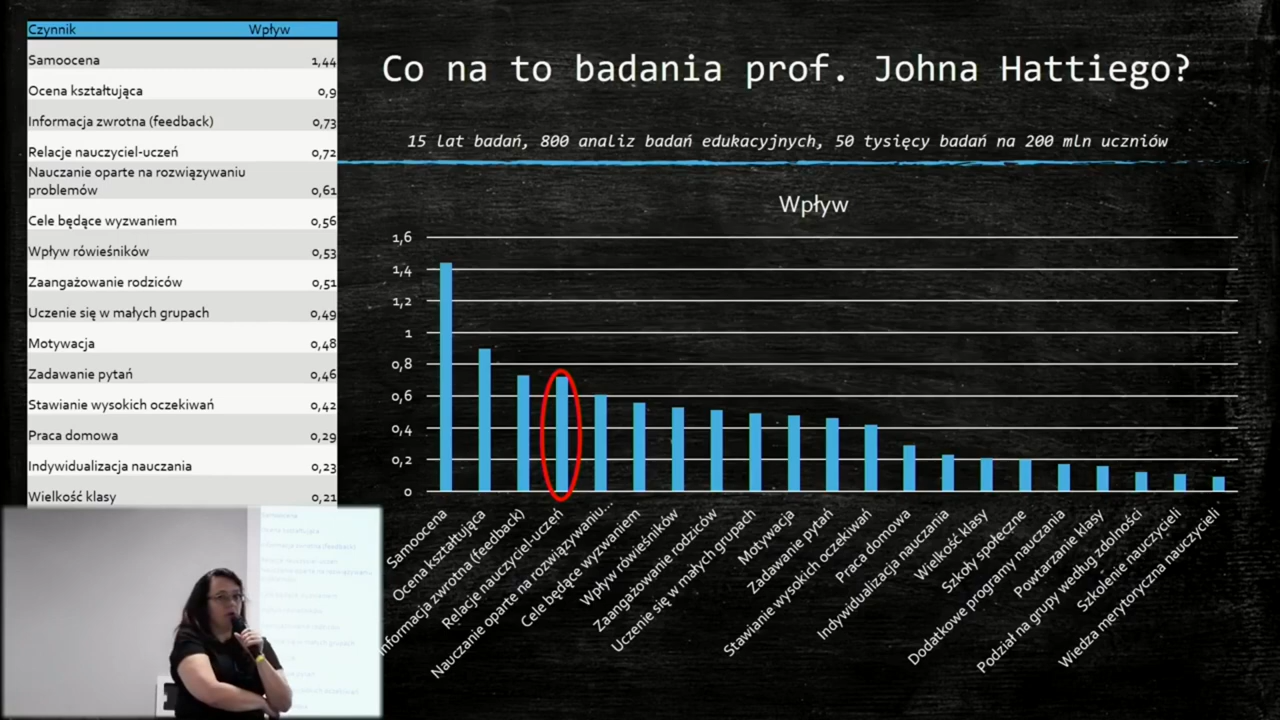 Czynnik Wpływ
Samoocena 1,44
Ocena kształtująca 0,9
Informacja zwrotna (feedback) 0,73
Relacje nauczyciel-uczeń 0,72
Nauczanie oparte na rozwiązywaniu
problemów 0,61
Cele będące wyzwaniem 0,56
Wpływ rówieśników 0,53
Zaangażowanie rodziców 0,51
Uczenie się w małych grupach 0,49
Motywacja 0,48
Zadawanie pytań 0,46
Stawianie wysokich oczekiwań 0,42
Praca domowa 0,29
Indywidualizacja nauczania 0,23
Wielkość klasy 0,21
Co na to badania prof. Johna Hattiego?
15 lat badań, 800 analiz badań edukacyjnych, 50 tysięcy badań na 200 mln uczniów
Wpływ
1,6
1,4
1,2
1
0,8
0,6
0,4
0,2
0
Samoocena
Ocena kształtująca
Informacja zwrotna (feedback)
Relacje nauczyciel-uczeń
Nauczanie oparte na rozwiązywaniu...
Cele będące wyzwaniem
Wpływ rówieśników
Zaangażowanie rodziców
Uczenie się w małych grupach
Motywacja
Zadawanie pytań
Stawianie wysokich oczekiwań
Praca domowa
Indywidualizacja nauczania
Wielkość klasy
Szkoły społeczne
Dodatkowe programy nauczania
Powtarzanie klasy
Podział na grupy według zdolności
Szkolenie nauczycieli
Wiedza merytoryczna nauczycieli